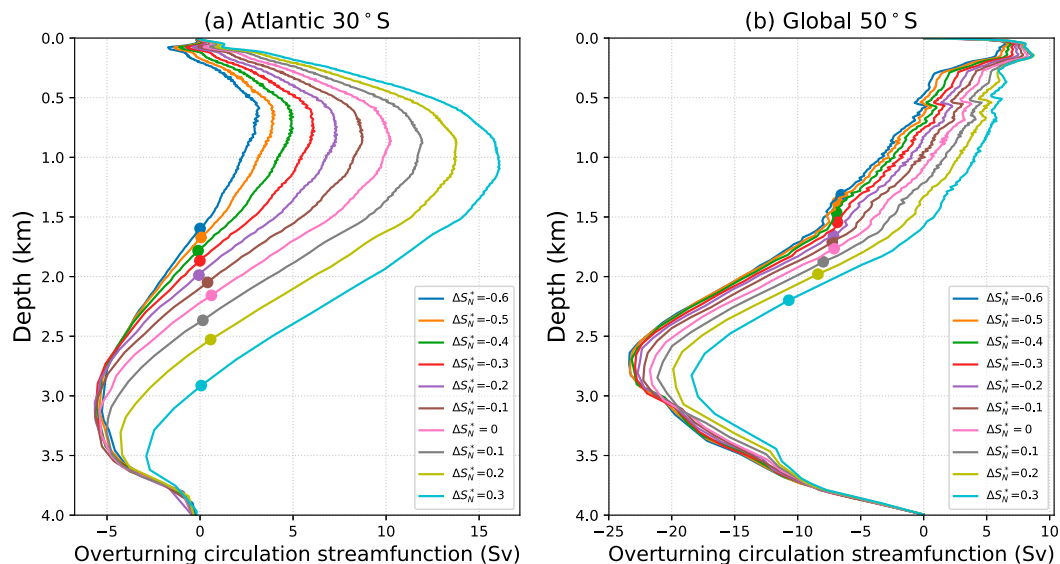 (a) Atlantic 30°S
0.0
0.5
1.0
1.5
2.0
2.5
3.0
3.5
4.0
Depth (km)
ΔS*N=-0.6
ΔS*N=-0.5
ΔS*N=-0.4
ΔS*N=-0.3
ΔS*N=-0.2
ΔS*N=-0.1
ΔS*N= 0
ΔS*N=0.1
ΔS*N=0.2
ΔS*N=0.3
−5 0 5 10 15
Overturning circulation streamfunction (Sv)
(b) Global 50°S
0.0
0.5
1.0
1.5
2.0
2.5
3.0
3.5
4.0
Depth (km)
ΔS*N=-0.6
ΔS*N=-0.5
ΔS*N=-0.4
ΔS*N=-0.3
ΔS*N=-0.2
ΔS*N=-0.1
ΔS*N= 0
ΔS*N=0.1
ΔS*N=0.2
ΔS*N=0.3
−25 −20 −15 −10 −5 0 5 10
Overturning circulation streamfunction (Sv)